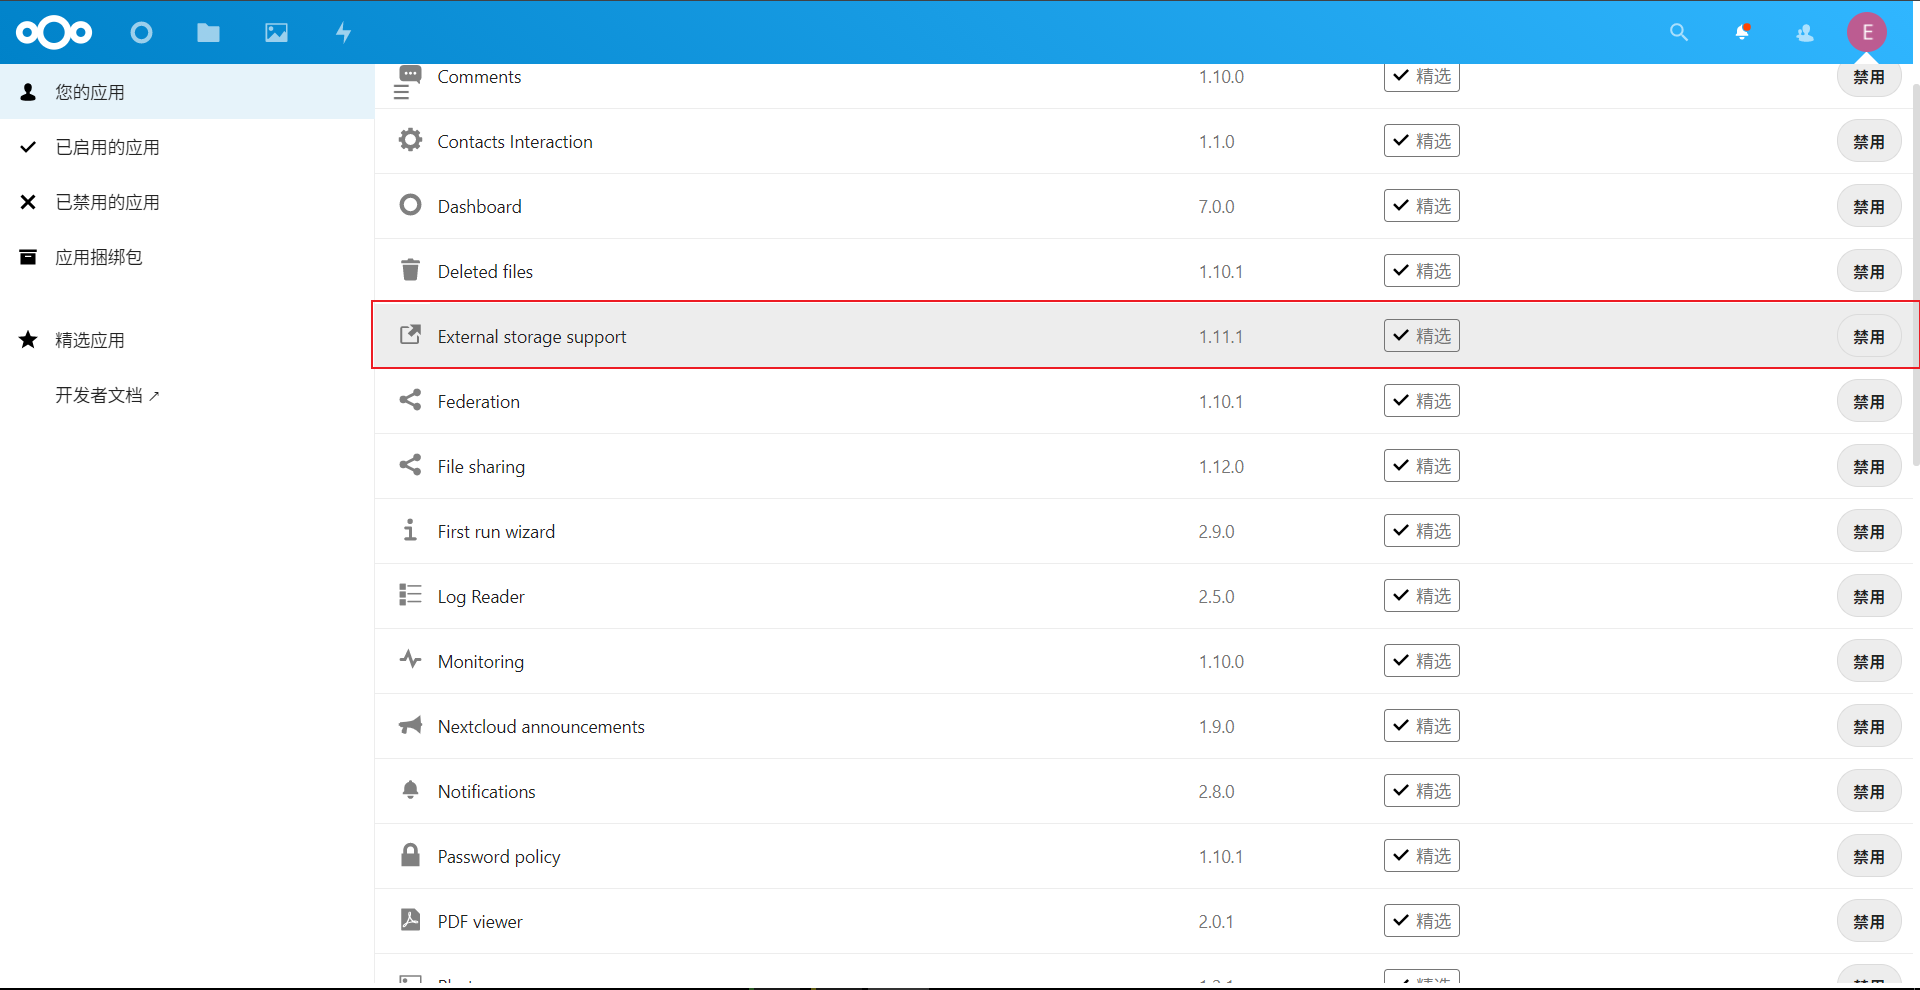 E
您的应用
已启用的应用
已禁用的应用
应用捆绑包
精选应用
开发者文档 ↗
Comments 1.10.0 精选 禁用
Contacts Interaction 1.1.0 精选 禁用
Dashboard 7.0.0 精选 禁用
Deleted files 1.10.1 精选 禁用
External storage support 1.11.1 精选 禁用
Federation 1.10.1 精选 禁用
File sharing 1.12.0 精选 禁用
First run wizard 2.9.0 精选 禁用
Log Reader 2.5.0 精选 禁用
Monitoring 1.10.0 精选 禁用
Nextcloud announcements 1.9.0 精选 禁用
Notifications 2.8.0 精选 禁用
Password policy 1.10.1 精选 禁用
PDF viewer 2.0.1 精选 禁用